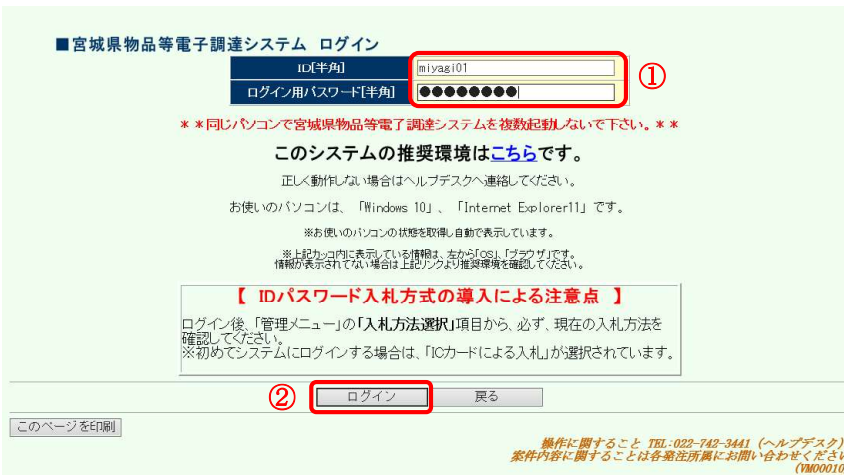 ■宮城県物品等電子調達システム ログイン
ID[半角]
miyagi01
①
ログイン用パスワード[半角]
●●●●●●●●
＊＊同じパソコンで宮城県物品等電子調達システムを複数起動しないで下さい。＊＊
このシステムの推奨環境はこちらです。
正しく動作しない場合はヘルプデスクへ連絡してください。
お使いのパソコンは、「Windows 10」、「Internet Explorer11」です。
※お使いのパソコンの状態を取得し自動で表示しています。
※上記カッコ内に表示している情報は、左から「OS」、「ブラウザ」です。
情報が表示されてない場合は上記リンクより推奨環境を確認してください。
【 IDパスワード入札方式の導入による注意点 】
ログイン後、「管理メニュー」の「入札方法選択」項目から、必ず、現在の入札方法を
確認してください。
※初めてシステムにログインする場合は、「ICカードによる入札」が選択されています。
②
ログイン
戻る
このページを印刷
操作に関すること TEL:022-742-3441 (ヘルプデスク)
案件内容に関することは各発注所属にお問い合わせください
(VM00010